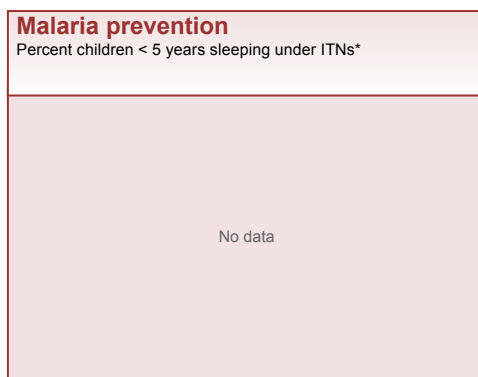 Malaria prevention
Percent children < 5 years sleeping under ITNs*
No data